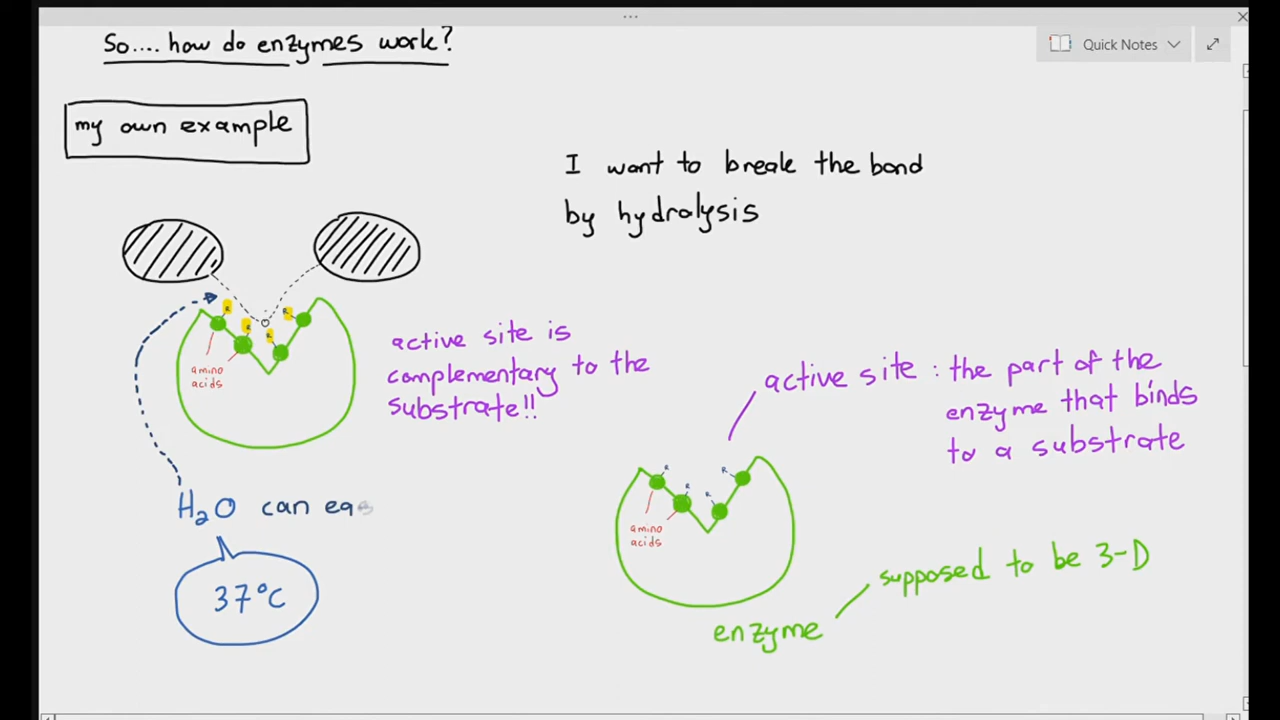 So.... how do enzymes work?
Quick Notes
my own example
I want to break the bond
by hydrolysis
R
R
R
R
amino
acids
active site is
complementary to the
substrate!!
active site : the part of the
enzyme that binds
to a substrate
H2O can eas
37°C
R
R
R
R
amino
acids
supposed to be 3-D
enzyme